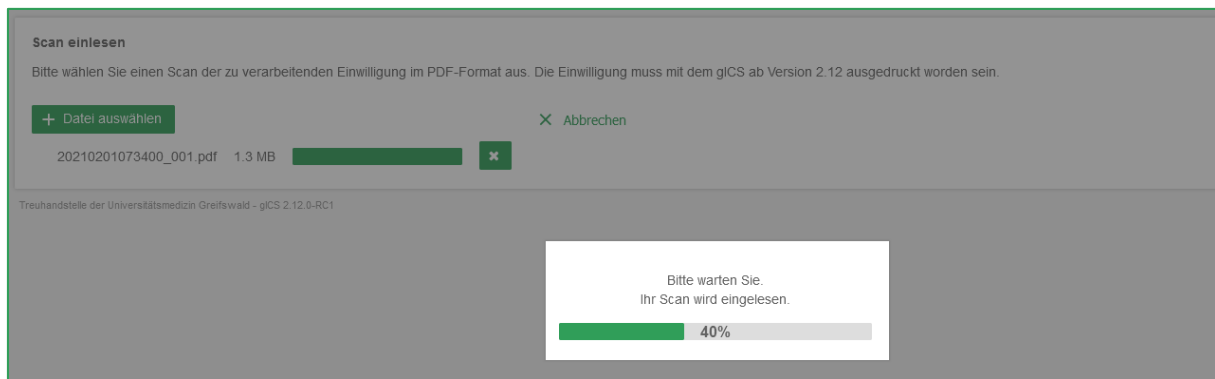 Scan einlesen
Bitte wählen Sie einen Scan der zu verarbeitenden Einwilligung im PDF-Format aus. Die Einwilligung muss mit dem gICS ab Version 2.12 ausgedruckt worden sein.
+ Datei auswählen
× Abbrechen
20210201073400_001.pdf 1.3 MB
Treuhandstelle der Universitätsmedizin Greifswald - gICS 2.12.0-RC1
Bitte warten Sie.
Ihr Scan wird eingelesen.
40%